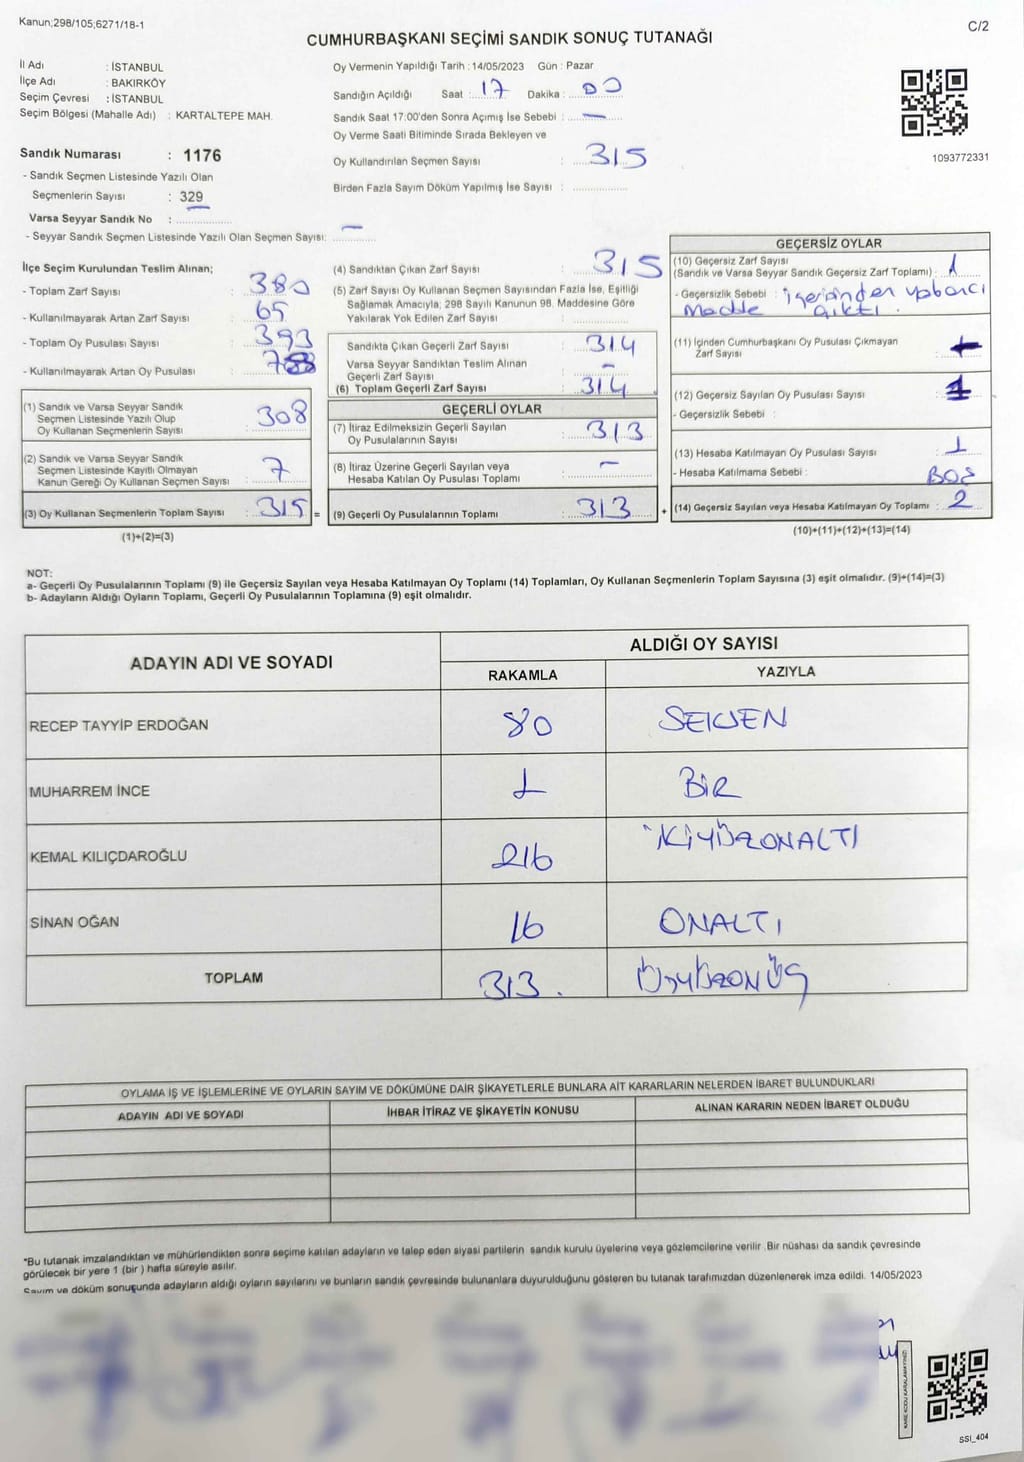 Kanun;298/105;6271/18-1
C/2
CUMHURBAŞKANI SEÇİMİ SANDIK SONUÇ TUTANAĞI
İl Adı : İSTANBUL
İlçe Adı : BAKIRKÖY
Seçim Çevresi : İSTANBUL
Seçim Bölgesi (Mahalle Adı) : KARTALTEPE MAH.
Sandık Numarası : 1176
- Sandık Seçmen Listesinde Yazılı Olan
Seçmenlerin Sayısı : 329
Varsa Seyyar Sandık No :
- Seyyar Sandık Seçmen Listesinde Yazılı Olan Seçmen Sayısı: —
Oy Vermenin Yapıldığı Tarih : 14/05/2023 Gün : Pazar
Sandığın Açıldığı Saat : 17 Dakika : 00
Sandık Saat 17:00'den Sonra Açımış İse Sebebi : —
Oy Verme Saati Bitiminde Sırada Bekleyen ve
Oy Kullandırılan Seçmen Sayısı : 315
Birden Fazla Sayım Döküm Yapılmış İse Sayısı :
1093772331
İlçe Seçim Kurulundan Teslim Alınan;
- Toplam Zarf Sayısı : 380
- Kullanılmayarak Artan Zarf Sayısı : 65
- Toplam Oy Pusulası Sayısı : 393
- Kullanılmayarak Artan Oy Pusulası :
(1) Sandık ve Varsa Seyyar Sandık
Seçmen Listesinde Yazılı Olup
Oy Kullanan Seçmenlerin Sayısı : 308
(2) Sandık ve Varsa Seyyar Sandık
Seçmen Listesinde Kayıtlı Olmayan
Kanun Gereği Oy Kullanan Seçmen Sayısı : 7
(3) Oy Kullanan Seçmenlerin Toplam Sayısı : 315 =
(1)+(2)=(3)
(4) Sandıktan Çıkan Zarf Sayısı : 315
(5) Zarf Sayısı Oy Kullanan Seçmen Sayısından Fazla İse, Eşitliği
Sağlamak Amacıyla; 298 Sayılı Kanunun 98. Maddesine Göre
Yakılarak Yok Edilen Zarf Sayısı :
Sandıkta Çıkan Geçerli Zarf Sayısı : 314
Varsa Seyyar Sandıktan Teslim Alınan
Geçerli Zarf Sayısı : —
(6) Toplam Geçerli Zarf Sayısı : 314
GEÇERLİ OYLAR
(7) İtiraz Edilmeksizin Geçerli Sayılan
Oy Pusulalarının Sayısı : 313
(8) İtiraz Üzerine Geçerli Sayılan veya
Hesaba Katılan Oy Pusulası Toplamı : —
(9) Geçerli Oy Pusulalarının Toplamı : 313 +
GEÇERSİZ OYLAR
(10) Geçersiz Zarf Sayısı
(Sandık ve Varsa Seyyar Sandık Geçersiz Zarf Toplamı) : 1
- Geçersizlik Sebebi : içerisinden yabancı
Madde çıktı.
(11) İçinden Cumhurbaşkanı Oy Pusulası Çıkmayan
Zarf Sayısı :
(12) Geçersiz Sayılan Oy Pusulası Sayısı :
- Geçersizlik Sebebi :
(13) Hesaba Katılmayan Oy Pusulası Sayısı : 1
- Hesaba Katılmama Sebebi : BOŞ
(14) Geçersiz Sayılan veya Hesaba Katılmayan Oy Toplamı : 2
(10)+(11)+(12)+(13)=(14)
NOT:
a- Geçerli Oy Pusulalarının Toplamı (9) ile Geçersiz Sayılan veya Hesaba Katılmayan Oy Toplamı (14) Toplamları, Oy Kullanan Seçmenlerin Toplam Sayısına (3) eşit olmalıdır. (9)+(14)=(3)
b- Adayların Aldığı Oyların Toplamı, Geçerli Oy Pusulalarının Toplamına (9) eşit olmalıdır.
ADAYIN ADI VE SOYADI
ALDIĞI OY SAYISI
RAKAMLA YAZIYLA
RECEP TAYYİP ERDOĞAN 80 SEKSEN
MUHARREM İNCE 1 BİR
KEMAL KILIÇDAROĞLU 216 İKİYÜZONALTI
SİNAN OĞAN 16 ONALTI
TOPLAM 313. ÜÇYÜZONÜÇ
OYLAMA İŞ VE İŞLEMLERİNE VE OYLARIN SAYIM VE DÖKÜMÜNE DAİR ŞİKAYETLERLE BUNLARA AİT KARARLARIN NELERDEN İBARET BULUNDUKLARI
ADAYIN ADI VE SOYADI İHBAR İTİRAZ VE ŞİKAYETİN KONUSU ALINAN KARARIN NEDEN İBARET OLDUĞU
"Bu tutanak imzalandıktan ve mühürlendikten sonra seçime katılan adayların ve talep eden siyasi partilerin sandık kurulu üyelerine veya gözlemcilerine verilir .Bir nüshası da sandık çevresinde
görülecek bir yere 1 (bir ) hafta süreyle asılır.
Sayım ve döküm sonuşunda adayların aldığı oyların sayılarını ve bunların sandık çevresinde bulunanlara duyurulduğunu gösteren bu tutanak tarafımızdan düzenlenerek imza edildi. 14/05/2023
KARE KODU KARALAMAYINIZ!
SSI_404